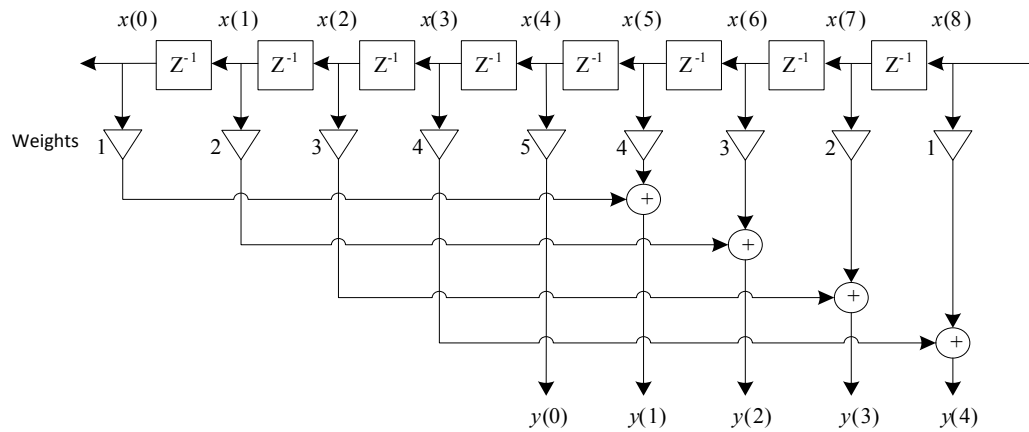 x(0) x(1) x(2) x(3) x(4) x(5) x(6) x(7) x(8)
Z⁻¹ Z⁻¹ Z⁻¹ Z⁻¹ Z⁻¹ Z⁻¹ Z⁻¹ Z⁻¹
Weights 1 2 3 4 5 4 3 2 1
+
+
+
+
y(0) y(1) y(2) y(3) y(4)